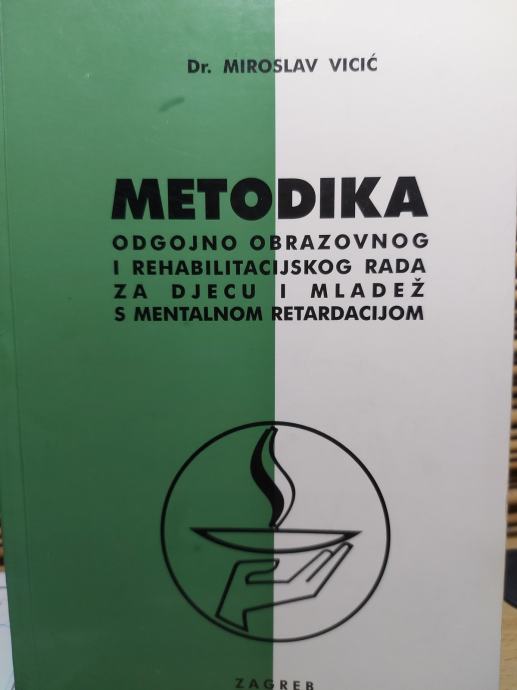 Dr. MIROSLAV VICIĆ
METODIKA
ODGOJNO OBRAZOVNOG
I REHABILITACIJSKOG RADA
ZA DJECU I MLADEŽ
S MENTALNOM RETARDACIJOM
ZAGREB